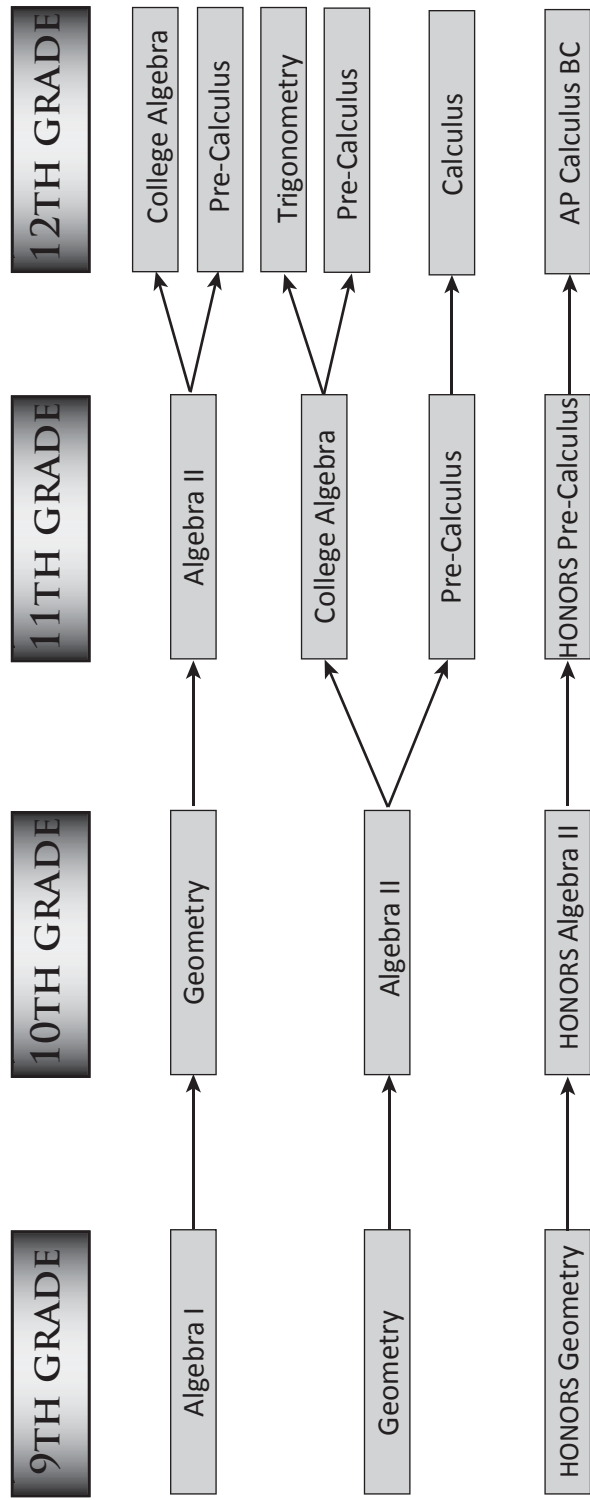 9TH GRADE
10TH GRADE
11TH GRADE
12TH GRADE
Algebra I
Geometry
Algebra II
College Algebra
Pre-Calculus
Geometry
Algebra II
College Algebra
Trigonometry
Pre-Calculus
Pre-Calculus
Calculus
HONORS Geometry
HONORS Algebra II
HONORS Pre-Calculus
AP Calculus BC